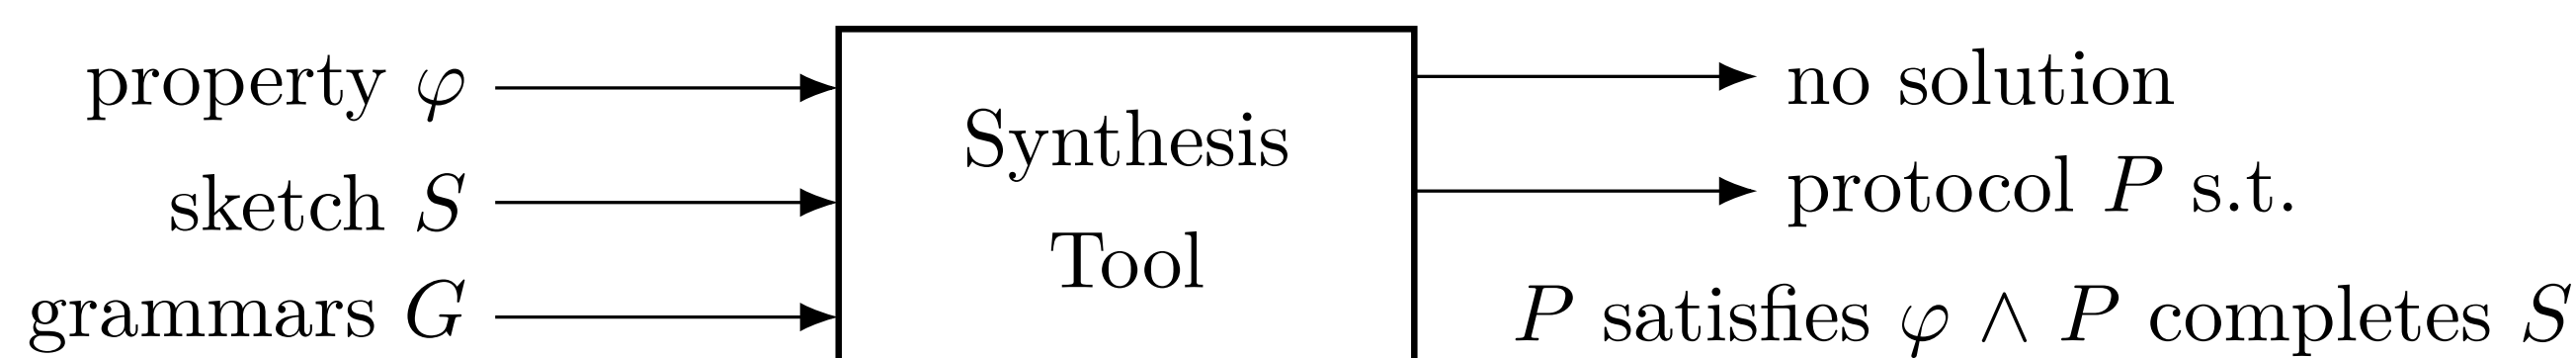 property φ
sketch S
grammars G
Synthesis
Tool
no solution
protocol P s.t.
P satisfies φ ∧ P completes S